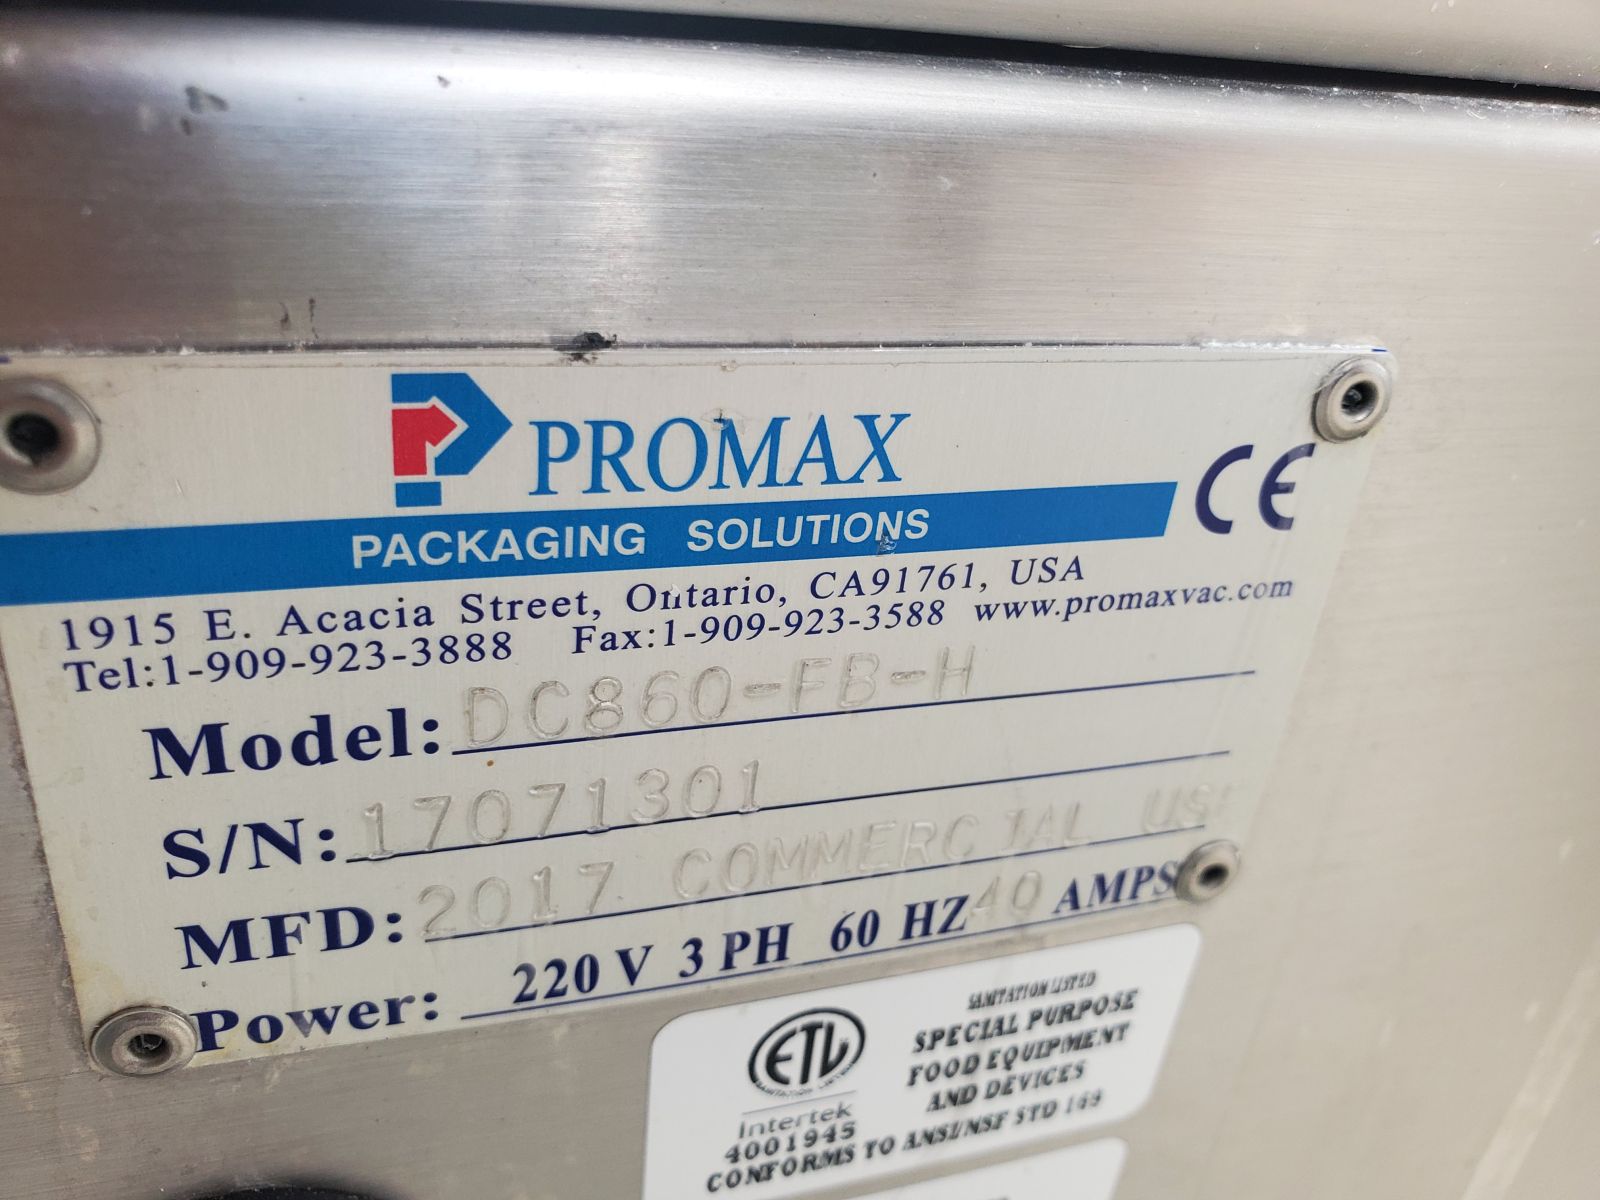 PROMAX
CE
PACKAGING SOLUTIONS
1915 E. Acacia Street, Ontario, CA91761, USA
Tel:1-909-923-3888 Fax:1-909-923-3588 www.promaxvac.com
Model: DC860-FB-H
S/N: 17071301
MFD: 2017 COMMERCIAL USE
Power: 220 V 3 PH 60 HZ 40 AMPS
ETL
SANITATION LISTED
Intertek
4001945
SANITATION LISTED
SPECIAL PURPOSE
FOOD EQUIPMENT
AND DEVICES
CONFORMS TO ANSI/NSF STD 169